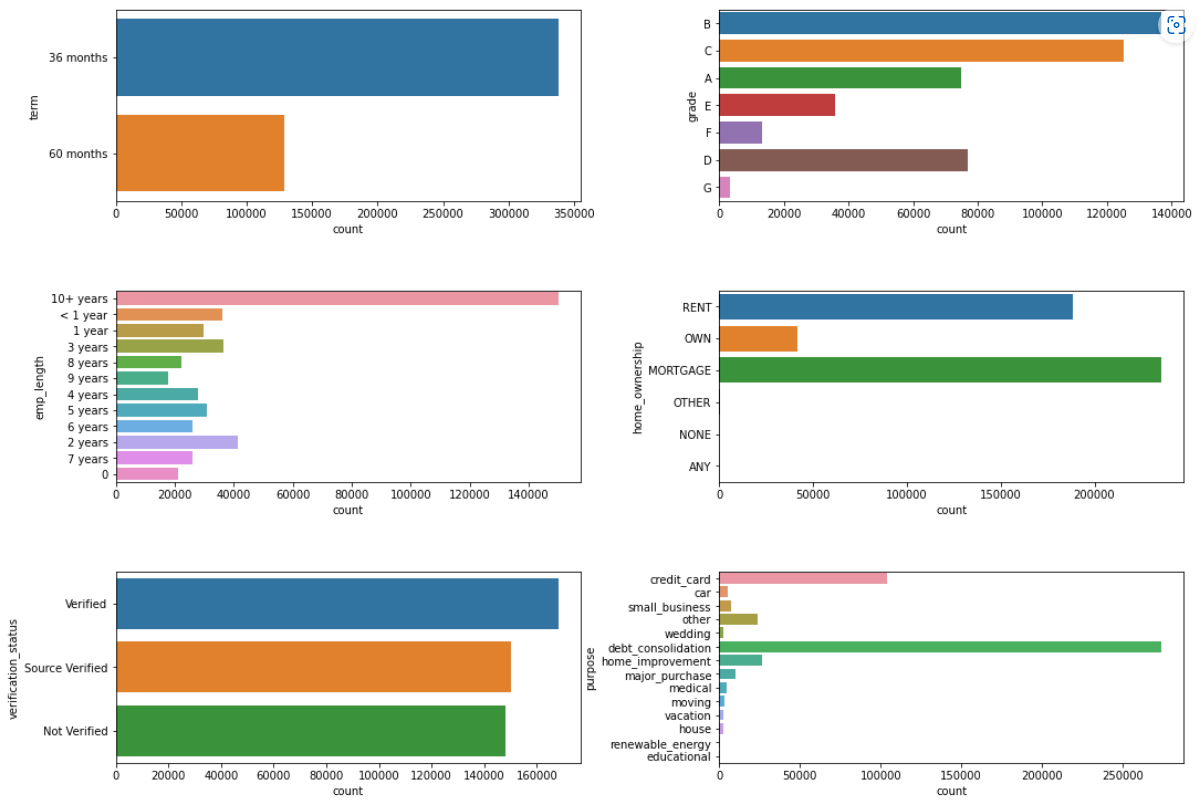 term
36 months
60 months
0 50000 100000 150000 200000 250000 300000 350000
count
grade
B
C
A
E
F
D
G
0 20000 40000 60000 80000 100000 120000 140000
count
emp_length
10+ years
< 1 year
1 year
3 years
8 years
9 years
4 years
5 years
6 years
2 years
7 years
0
0 20000 40000 60000 80000 100000 120000 140000
count
home_ownership
RENT
OWN
MORTGAGE
OTHER
NONE
ANY
0 50000 100000 150000 200000
count
verification_status
Verified
Source Verified
Not Verified
0 20000 40000 60000 80000 100000 120000 140000 160000
count
purpose
credit_card
car
small_business
other
wedding
debt_consolidation
home_improvement
major_purchase
medical
moving
vacation
house
renewable_energy
educational
0 50000 100000 150000 200000 250000
count